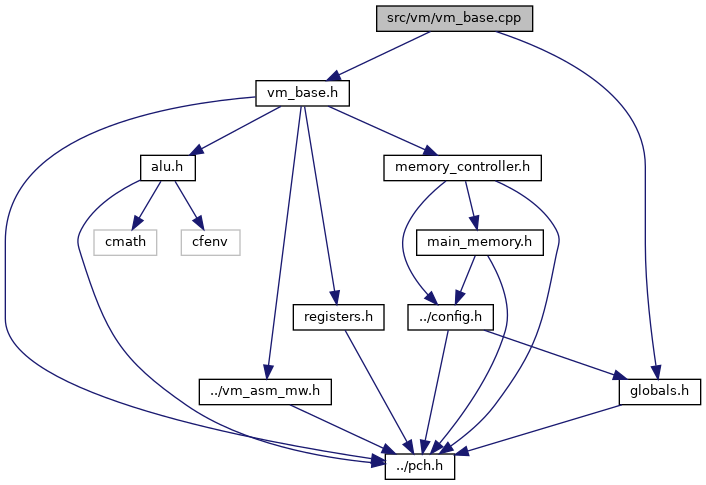 src/vm/vm_base.cpp
vm_base.h
alu.h
memory_controller.h
cmath
cfenv
main_memory.h
registers.h
../config.h
../vm_asm_mw.h
globals.h
../pch.h